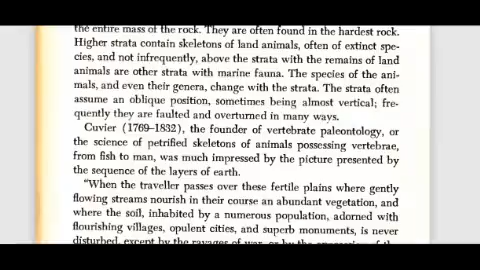 the entire mass of the rock. They are often found in the hardest rock.
Higher strata contain skeletons of land animals, often of extinct spe-
cies, and not infrequently, above the strata with the remains of land
animals are other strata with marine fauna. The species of the ani-
mals, and even their genera, change with the strata. The strata often
assume an oblique position, sometimes being almost vertical; fre-
quently they are faulted and overturned in many ways.
Cuvier (1769–1832), the founder of vertebrate paleontology, or
the science of petrified skeletons of animals possessing vertebrae,
from fish to man, was much impressed by the picture presented by
the sequence of the layers of earth.
"When the traveller passes over these fertile plains where gently
flowing streams nourish in their course an abundant vegetation, and
where the soil, inhabited by a numerous population, adorned with
flourishing villages, opulent cities, and superb monuments, is never
disturbed, except by the ravages of war, or by the oppression of the